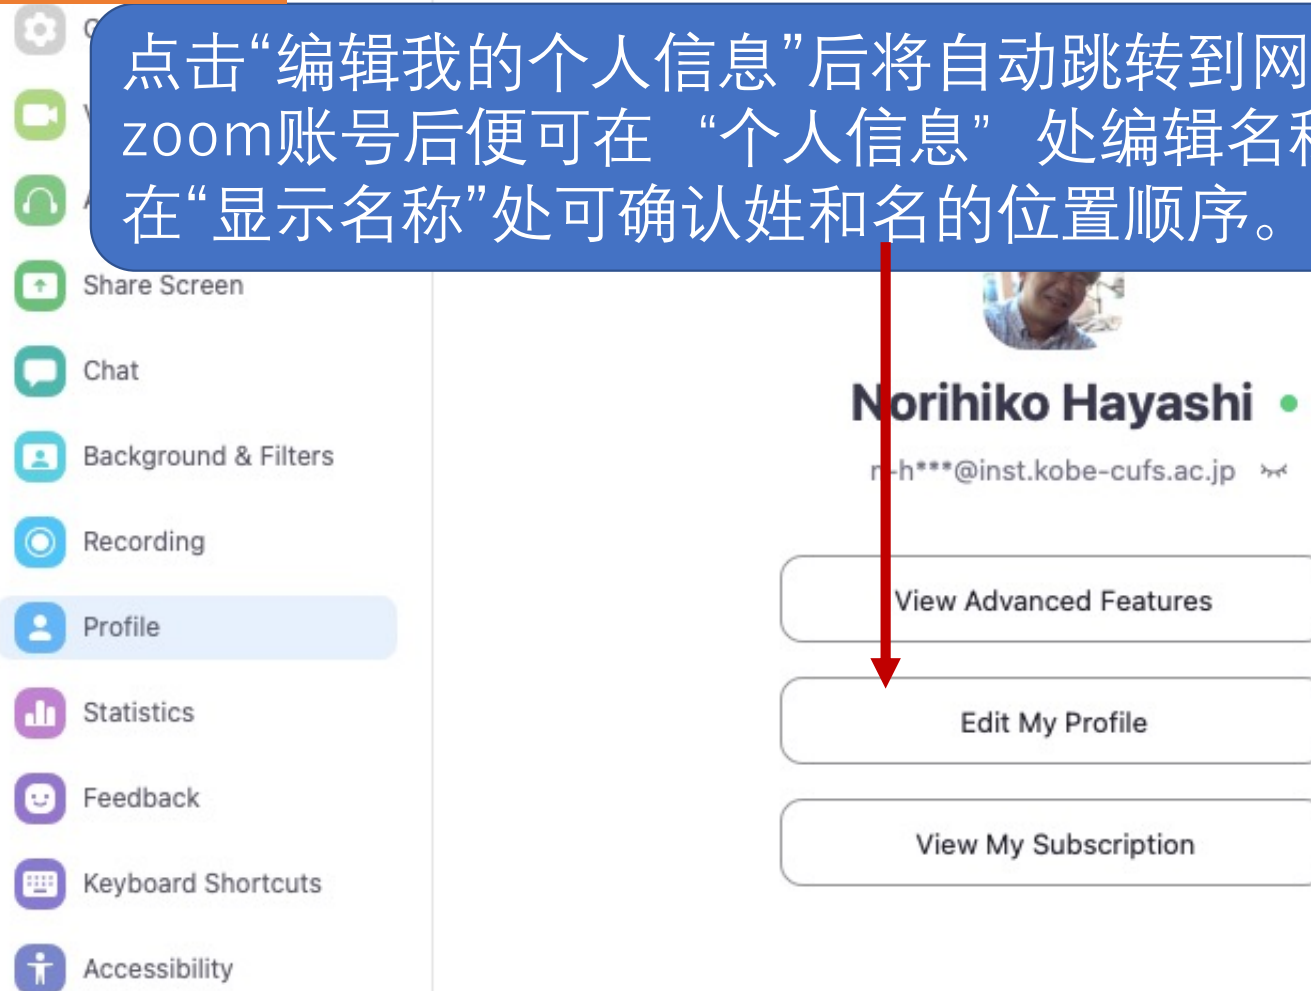 点击“编辑我的个人信息”后将自动跳转到网
zoom账号后便可在 “个人信息” 处编辑名称
在“显示名称”处可确认姓和名的位置顺序。
Share Screen
Chat
Background & Filters
Recording
Profile
Statistics
Feedback
Keyboard Shortcuts
Accessibility
Norihiko Hayashi
n-h***@inst.kobe-cufs.ac.jp
View Advanced Features
Edit My Profile
View My Subscription